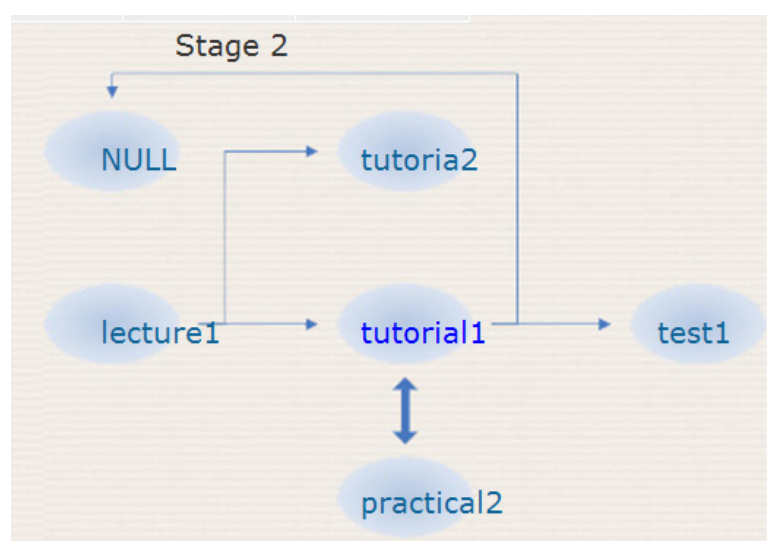 Stage 2
NULL
tutoria2
lecture1
tutorial1
test1
practical2